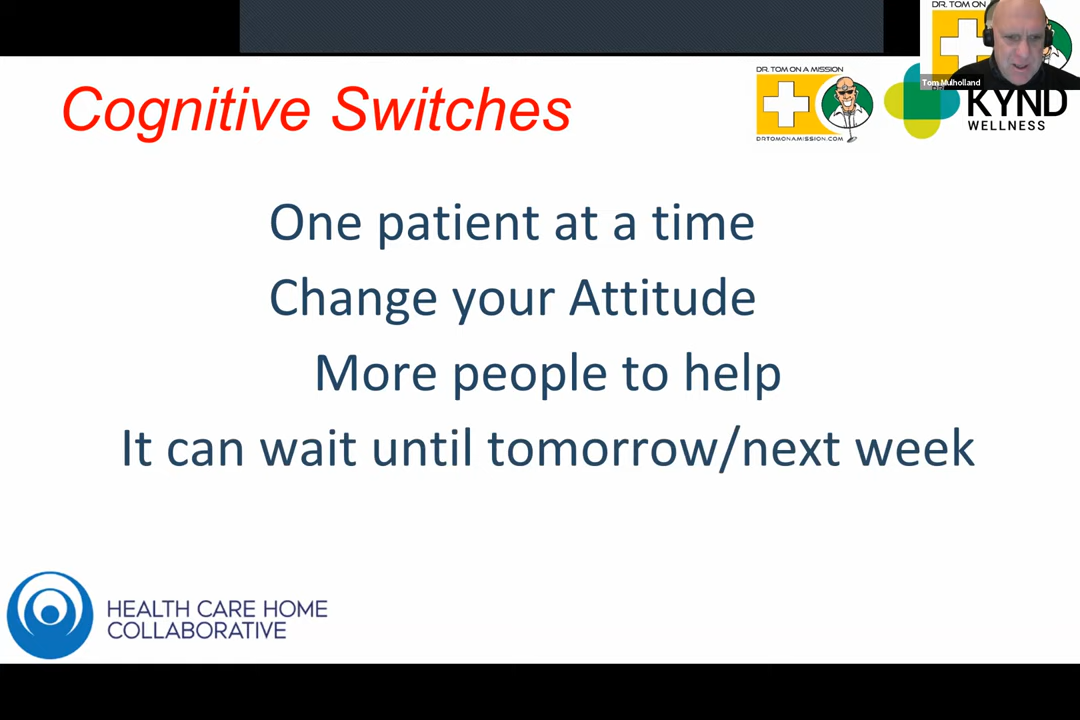 DR. TOM ON
Tom Mulholland
Cognitive Switches
DR. TOM ON A MISSION
DRTOMONAMISSION.COM
KYND
WELLNESS
One patient at a time
Change your Attitude
More people to help
It can wait until tomorrow/next week
HEALTH CARE HOME
COLLABORATIVE